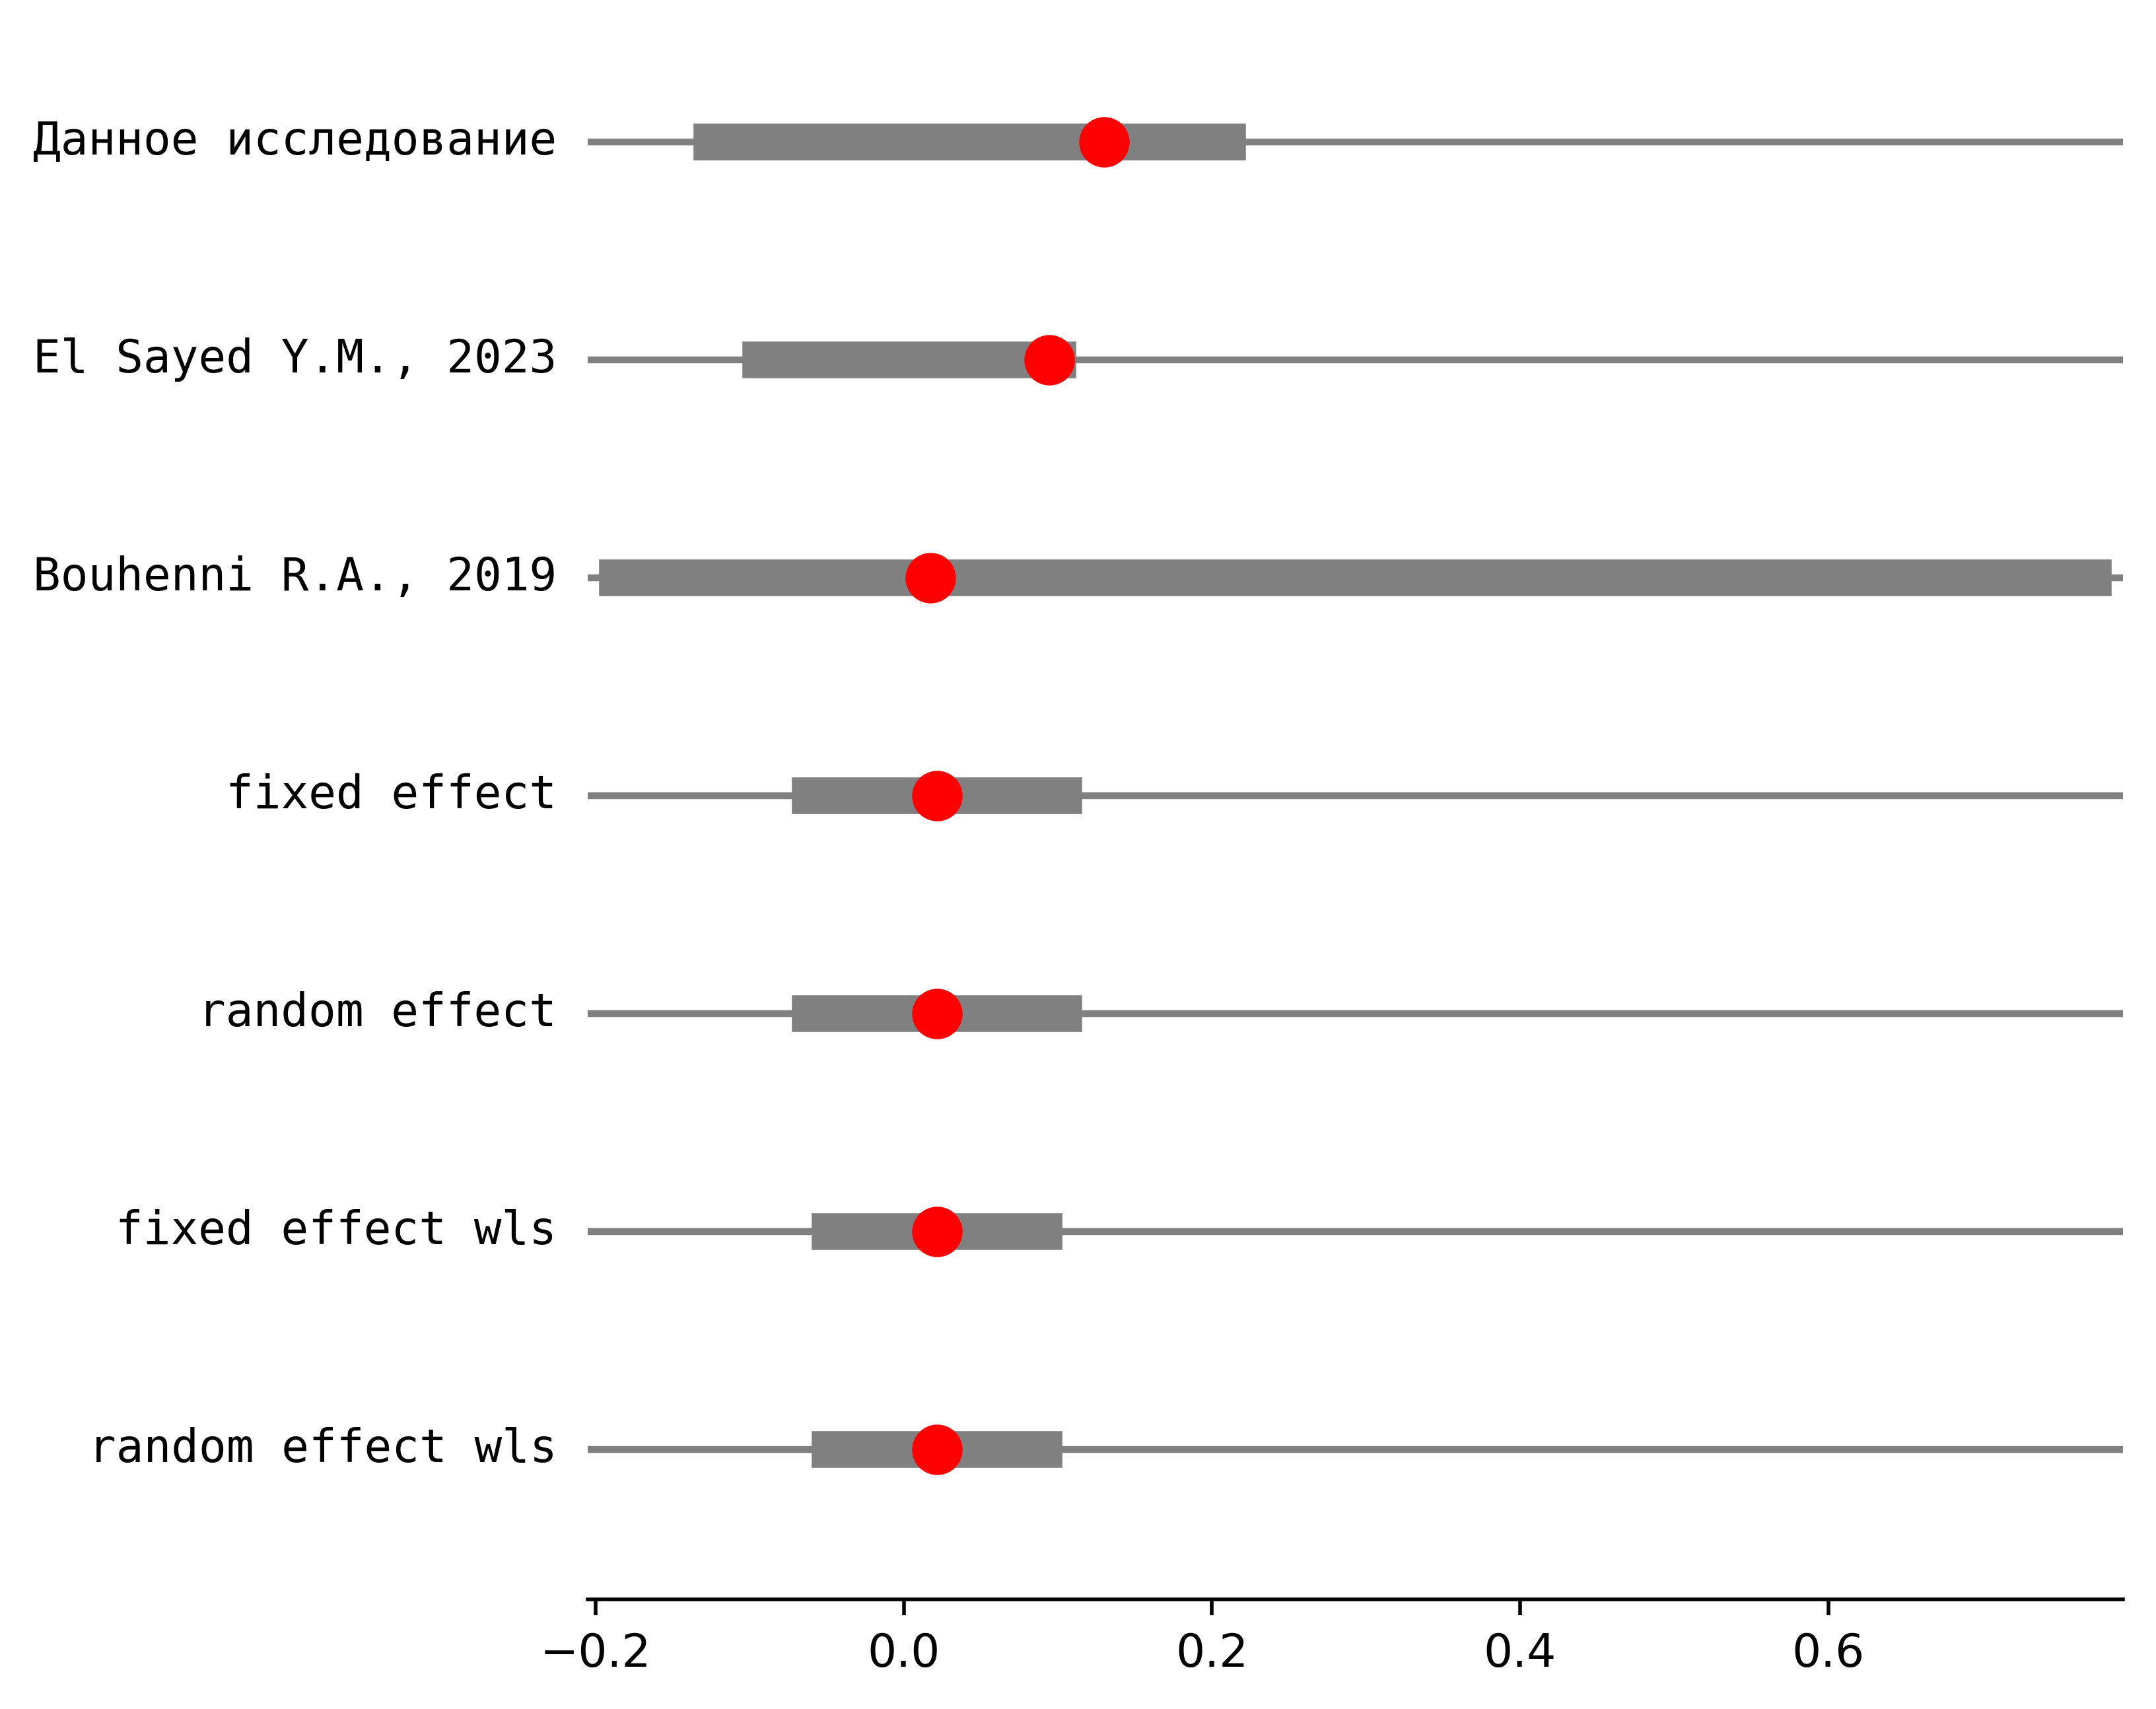 Данное исследование
El Sayed Y.M., 2023
Bouhenni R.A., 2019
fixed effect
random effect
fixed effect wls
random effect wls
−0.2 0.0 0.2 0.4 0.6